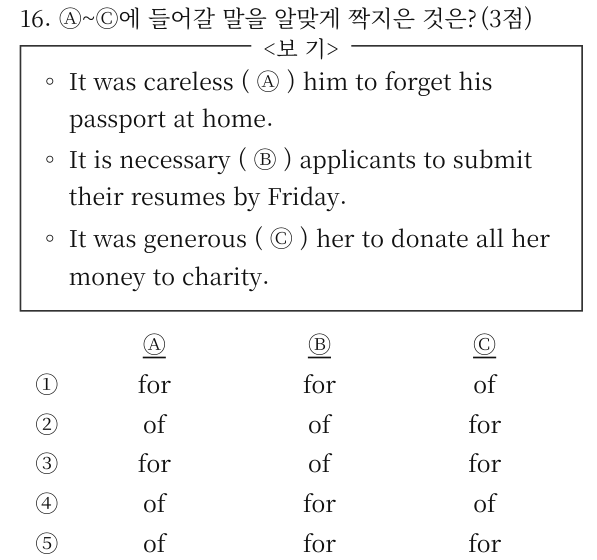 16. Ⓐ~Ⓒ에 들어갈 말을 알맞게 짝지은 것은?(3점)
<보 기>
◦ It was careless ( Ⓐ ) him to forget his
passport at home.
◦ It is necessary ( Ⓑ ) applicants to submit
their resumes by Friday.
◦ It was generous ( Ⓒ ) her to donate all her
money to charity.
Ⓐ Ⓑ Ⓒ
① for for of
② of of for
③ for of for
④ of for of
⑤ of for for